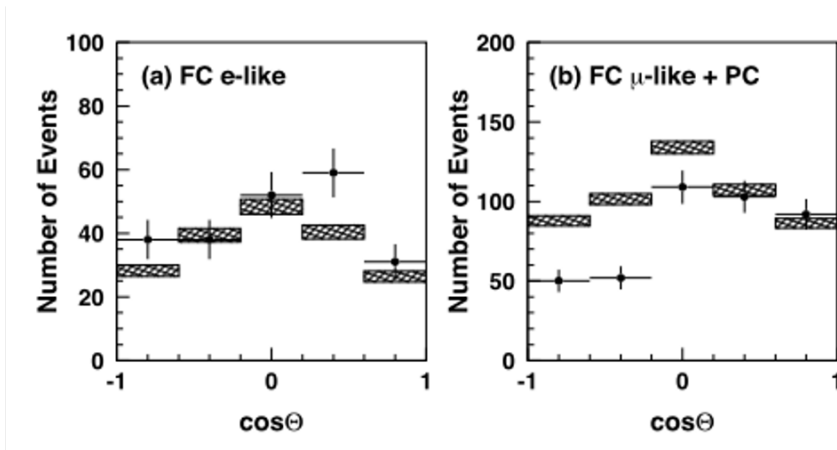 100
80
60
40
20
0
-1
0
1
(a) FC e-like
Number of Events
cosΘ
200
150
100
50
0
-1
0
1
(b) FC μ-like + PC
Number of Events
cosΘ